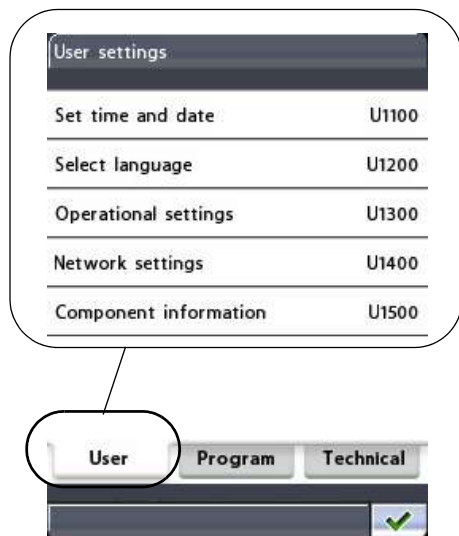 User settings
Set time and date U1100
Select language U1200
Operational settings U1300
Network settings U1400
Component information U1500
User Program Technical